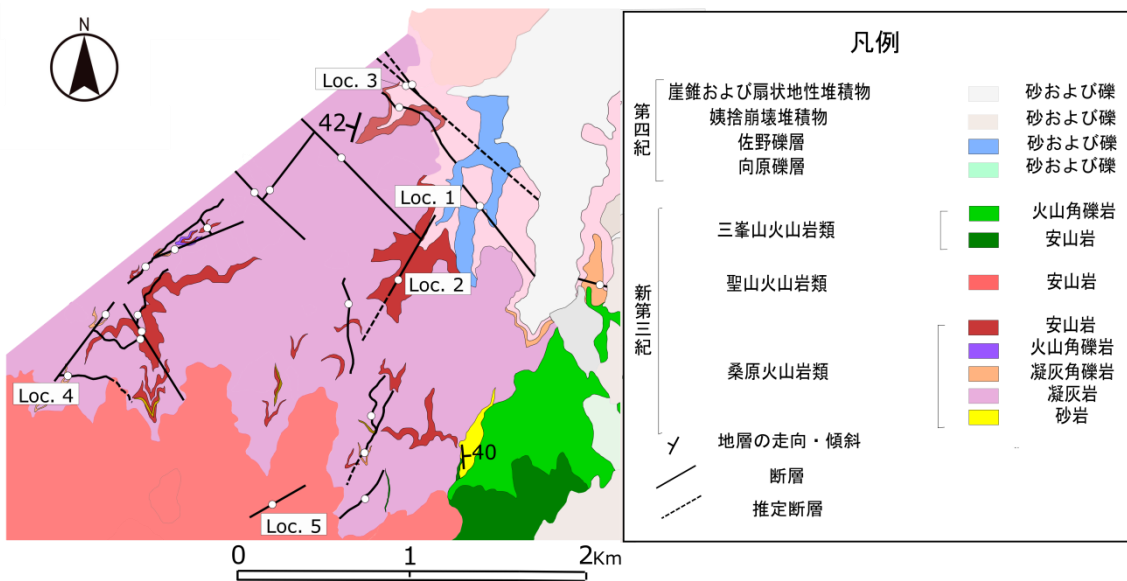 N
Loc. 3
42
Loc. 1
Loc. 2
Loc. 4
40
Loc. 5
0 1 2Km
凡例
第四紀
崖錐および扇状地性堆積物 砂および礫
姨捨崩壊堆積物 砂および礫
佐野礫層 砂および礫
向原礫層 砂および礫
新第三紀
三峯山火山岩類
火山角礫岩
安山岩
聖山火山岩類 安山岩
桑原火山岩類
安山岩
火山角礫岩
凝灰角礫岩
凝灰岩
砂岩
地層の走向・傾斜
断層
推定断層